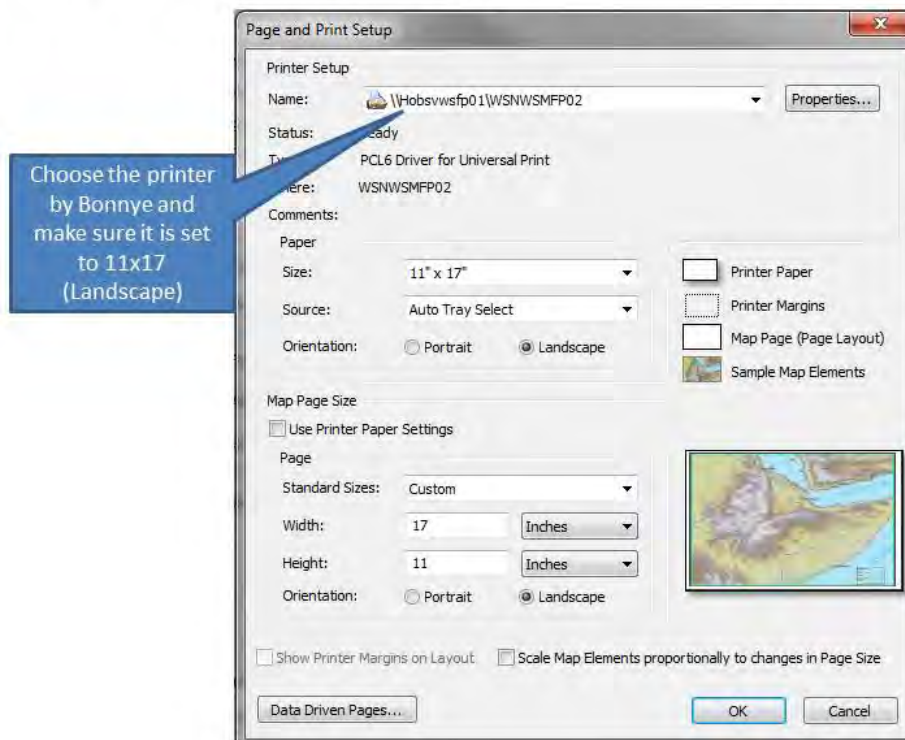 Page and Print Setup
Printer Setup
Name: \\Hobsvwsfp01\WSNWSMFP02 Properties...
Status:
PCL6 Driver for Universal Print
WSNWSMFP02
Comments:
Choose the printer
by Bonnye and
make sure it is set
to 11x17
(Landscape)
Paper
Size: 11" x 17"
Source: Auto Tray Select
Orientation: Portrait Landscape
Printer Paper
Printer Margins
Map Page (Page Layout)
Sample Map Elements
Map Page Size
Use Printer Paper Settings
Page
Standard Sizes: Custom
Width: 17 Inches
Height: 11 Inches
Orientation: Portrait Landscape
Show Printer Margins on Layout Scale Map Elements proportionally to changes in Page Size
Data Driven Pages... OK Cancel